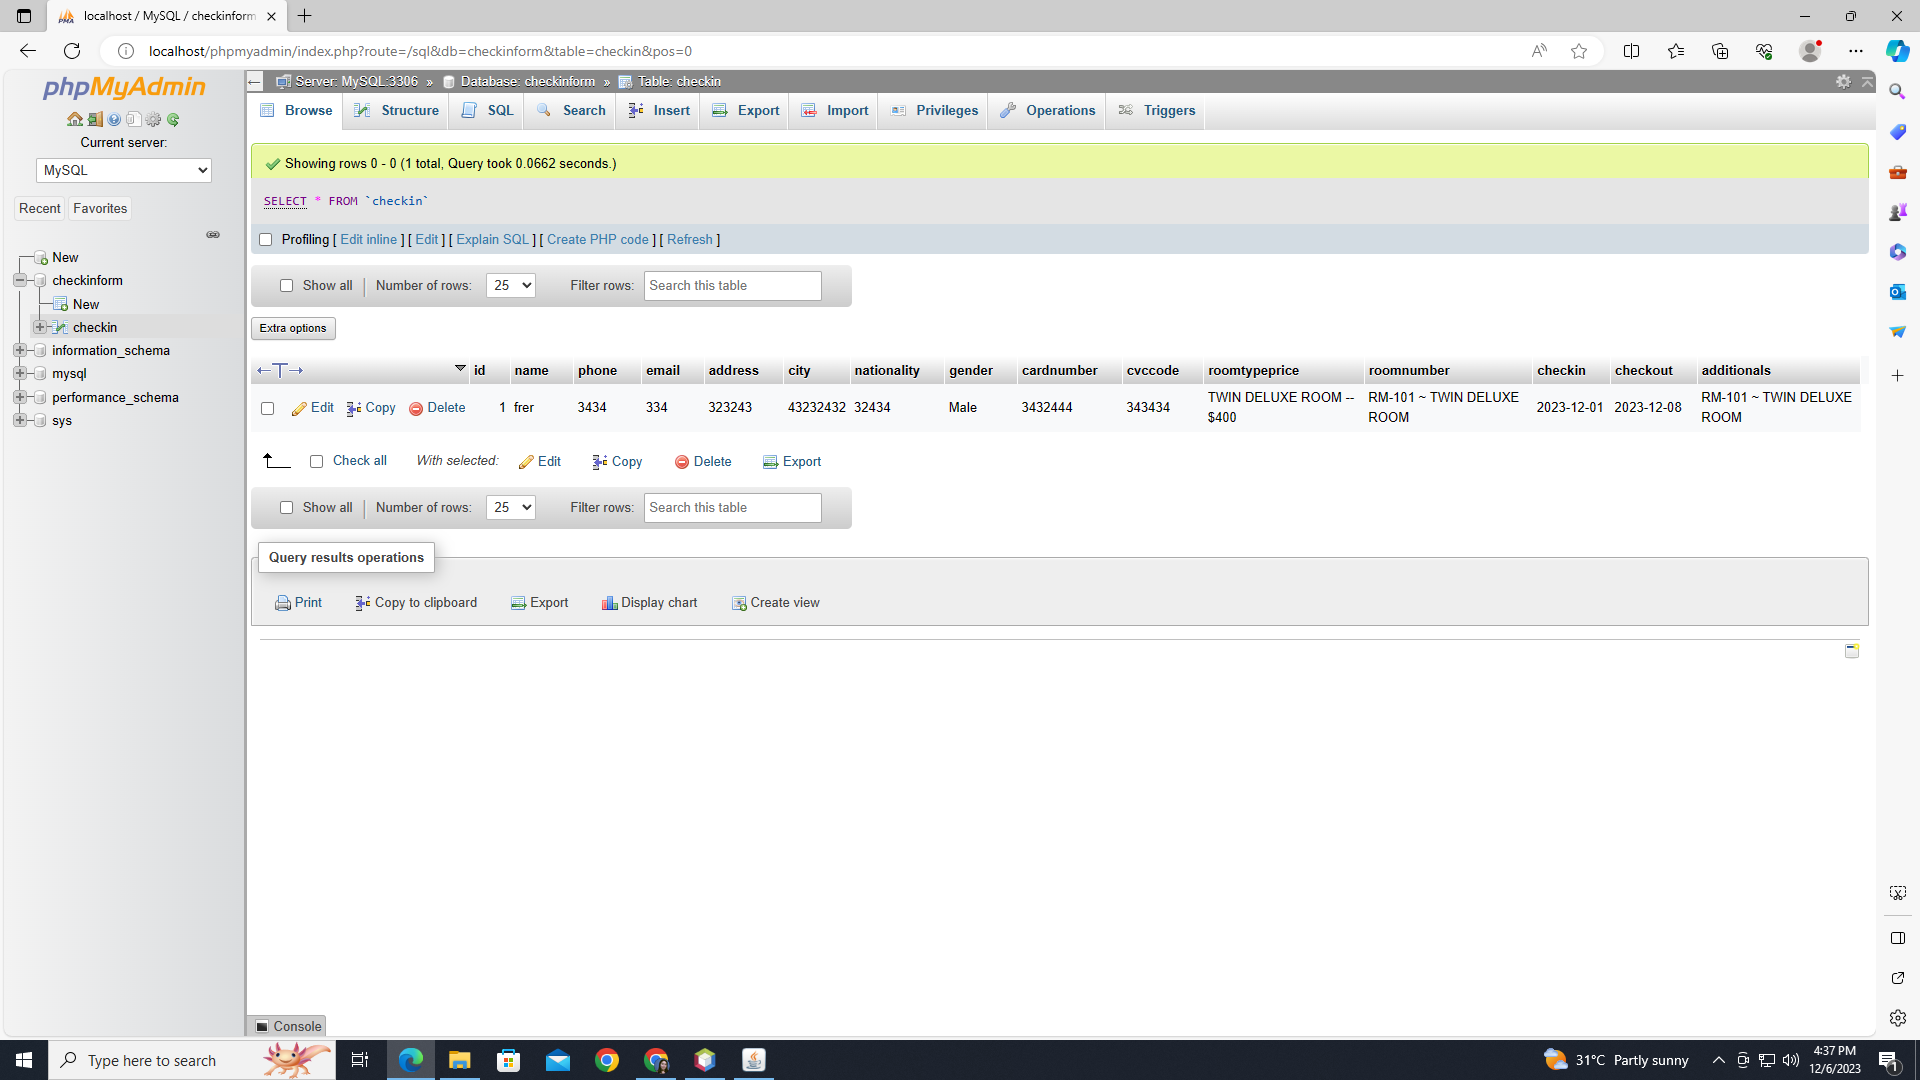 localhost / MySQL / checkinform
localhost/phpmyadmin/index.php?route=/sql&db=checkinform&table=checkin&pos=0
phpMyAdmin
Current server:
MySQL
Recent Favorites
New
checkinform
New
checkin
information_schema
mysql
performance_schema
sys
Server: MySQL:3306 » Database: checkinform » Table: checkin
Browse Structure SQL Search Insert Export Import Privileges Operations Triggers
Showing rows 0 - 0 (1 total, Query took 0.0662 seconds.)
SELECT * FROM `checkin`
Profiling [ Edit inline ] [ Edit ] [ Explain SQL ] [ Create PHP code ] [ Refresh ]
Show all Number of rows: 25 Filter rows: Search this table
Extra options
id name phone email address city nationality gender cardnumber cvccode roomtypeprice roomnumber checkin checkout additionals
Edit Copy Delete 1 frer 3434 334 323243 43232432 32434 Male 3432444 343434 TWIN DELUXE ROOM -- $400 RM-101 ~ TWIN DELUXE ROOM 2023-12-01 2023-12-08 RM-101 ~ TWIN DELUXE ROOM
Check all With selected: Edit Copy Delete Export
Show all Number of rows: 25 Filter rows: Search this table
Query results operations
Print Copy to clipboard Export Display chart Create view
Console
Type here to search
31°C Partly sunny
4:37 PM
12/6/2023
1